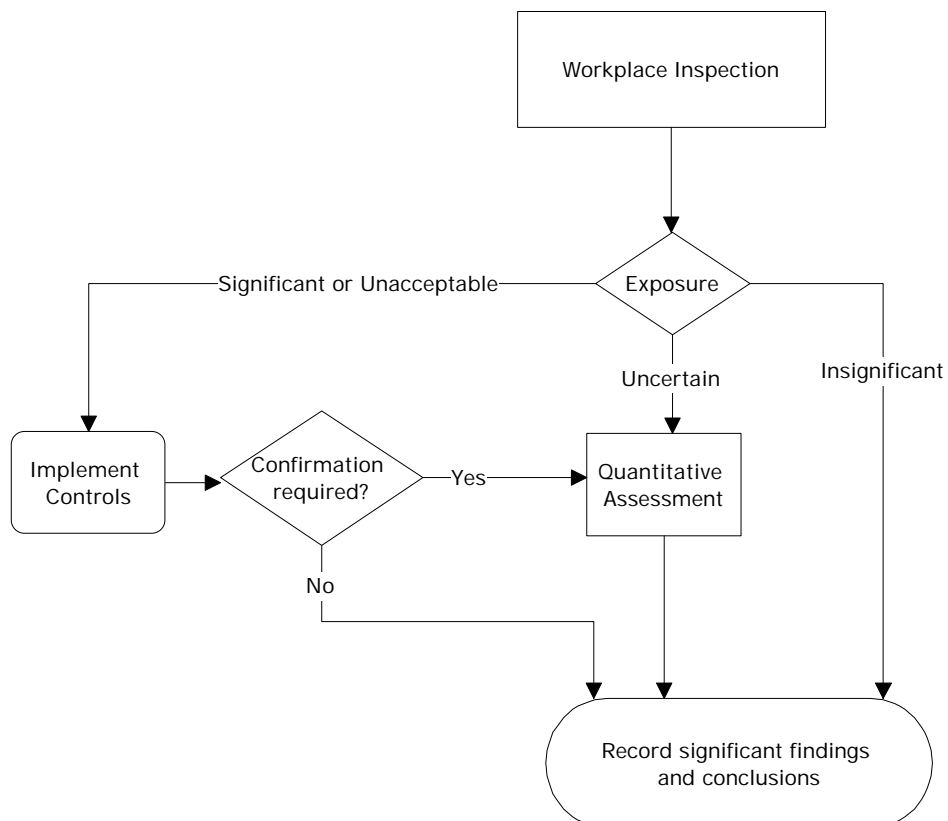 Workplace Inspection
Significant or Unacceptable
Exposure
Uncertain
Insignificant
Implement
Controls
Confirmation
required?
Yes
Quantitative
Assessment
No
Record significant findings
and conclusions